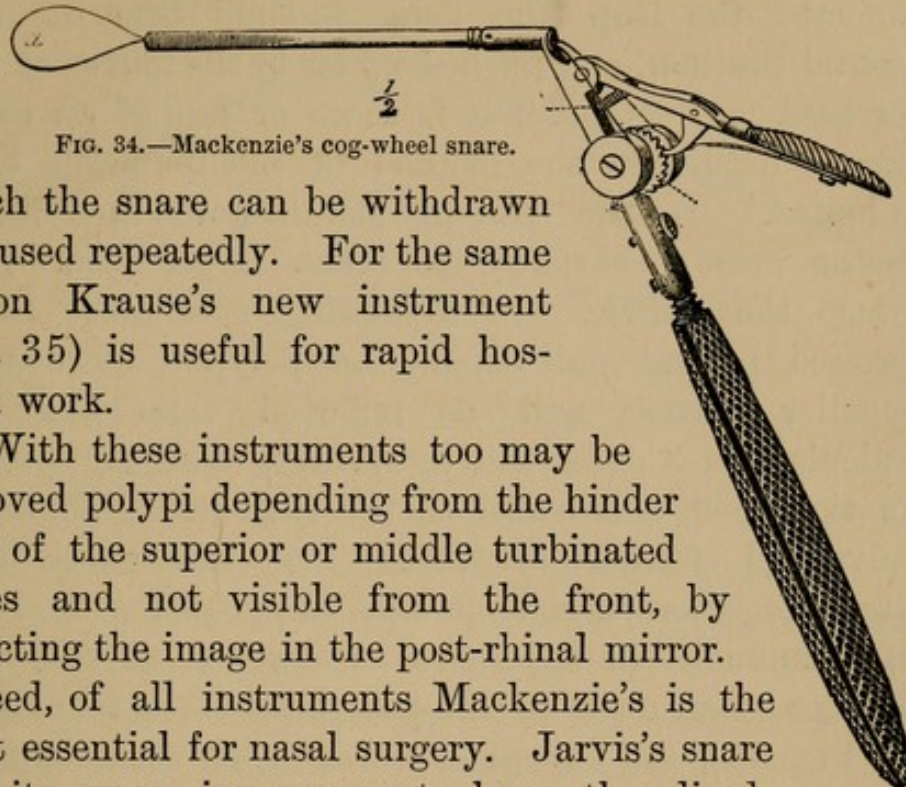 1/2
FIG. 34.—Mackenzie's cog-wheel snare.
ch the snare can be withdrawn
used repeatedly. For the same
on Krause's new instrument
35) is useful for rapid hos-
work.
With these instruments too may be
oved polypi depending from the hinder
of the superior or middle turbinated
es and not visible from the front, by
cting the image in the post-rhinal mirror.
eed, of all instruments Mackenzie's is the
t essential for nasal surgery. Jarvis's snare